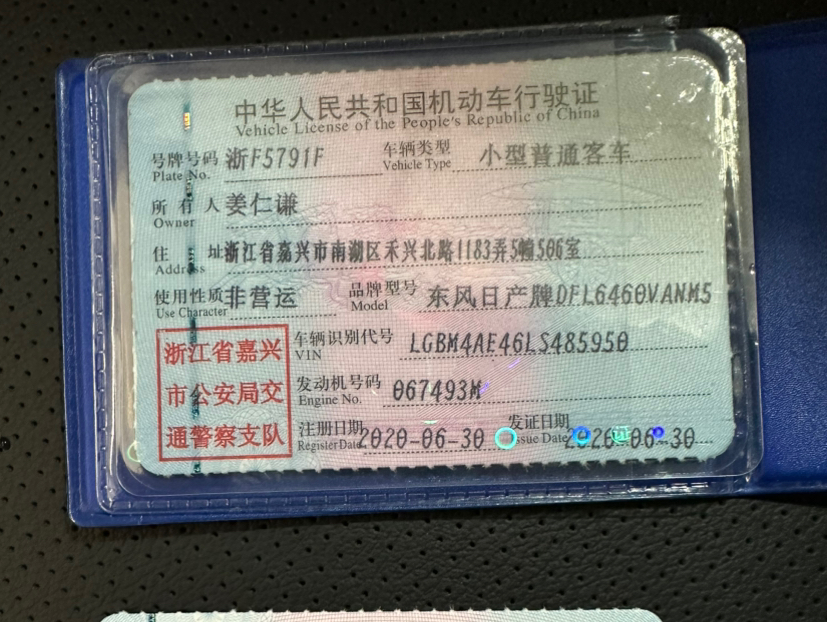 中华人民共和国机动车行驶证
Vehicle License of the People's Republic of China
号牌号码 浙F5791F 车辆类型 小型普通客车
Plate No. Vehicle Type
所有人 姜仁谦
Owner
住址 浙江省嘉兴市南湖区禾兴北路1183弄5幢506室
Address
使用性质 非营运 品牌型号 东风日产牌DFL6460VANM5
Use Character Model
浙江省嘉兴
市公安局交
通警察支队
车辆识别代号 LGBM4AE46LS485950
VIN
发动机号码 067493M
Engine No.
注册日期 2020-06-30 发证日期 2020-06-30
Register Date Issue Date